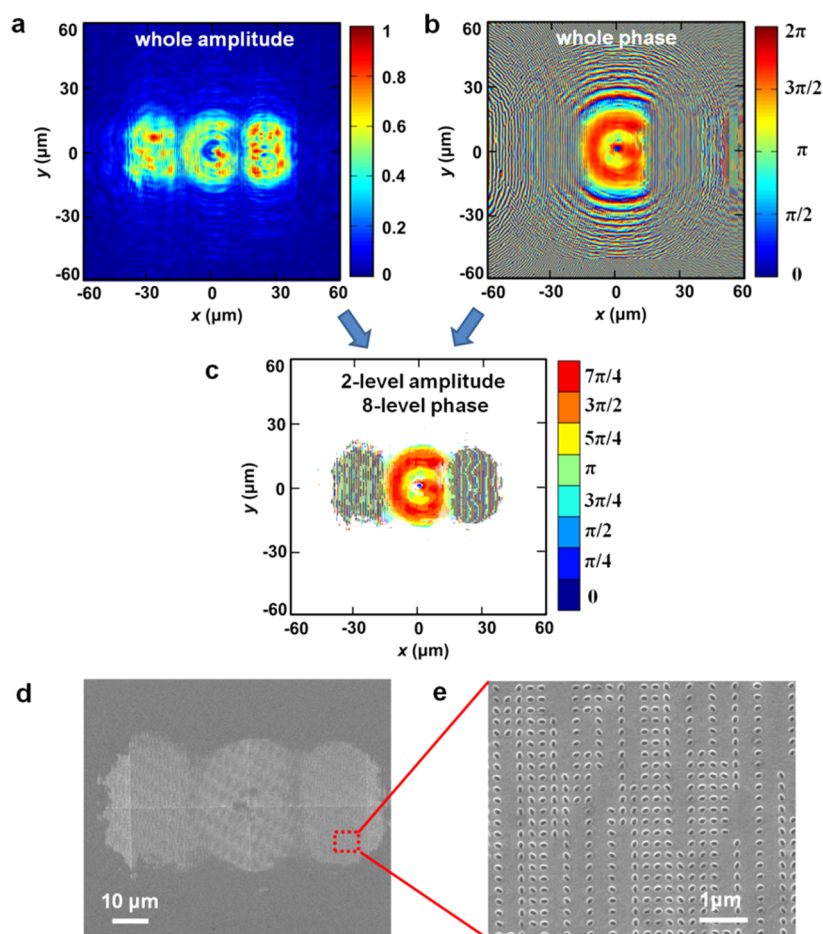 a
whole amplitude
60
30
0
-30
-60
y (µm)
-60 -30 0 30 60
x (µm)
1
0.8
0.6
0.4
0.2
0
b
whole phase
60
30
0
-30
-60
y (µm)
-60 -30 0 30 60
x (µm)
2π
3π/2
π
π/2
0
c
2-level amplitude
8-level phase
60
30
0
-30
-60
y (µm)
-60 -30 0 30 60
x (µm)
7π/4
3π/2
5π/4
π
3π/4
π/2
π/4
0
d
10 µm
e
1µm